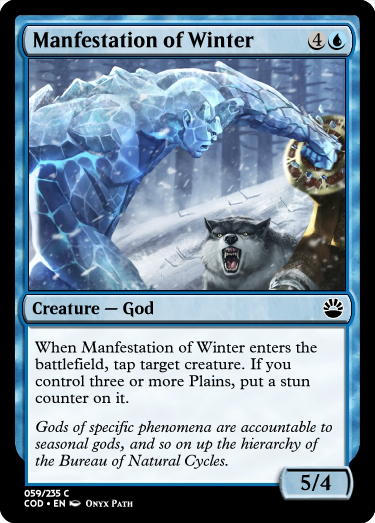 Manfestation of Winter 4
Creature — God
When Manfestation of Winter enters the
battlefield, tap target creature. If you
control three or more Plains, put a stun
counter on it.
Gods of specific phenomena are accountable to
seasonal gods, and so on up the hierarchy of
the Bureau of Natural Cycles.
5/4
059/235 C
COD • EN Onyx Path